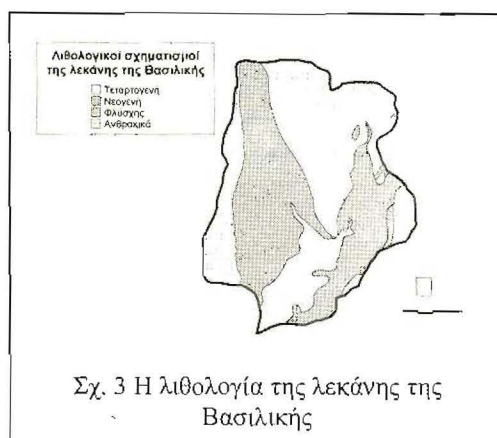 Λιθολογικοί σχηματισμοί
της λεκάνης της Βασιλικής
Τεταρτογενή
Νεογενή
Φλύσχης
Ανθρακικά
Σχ. 3 Η λιθολογία της λεκάνης της
Βασιλικής